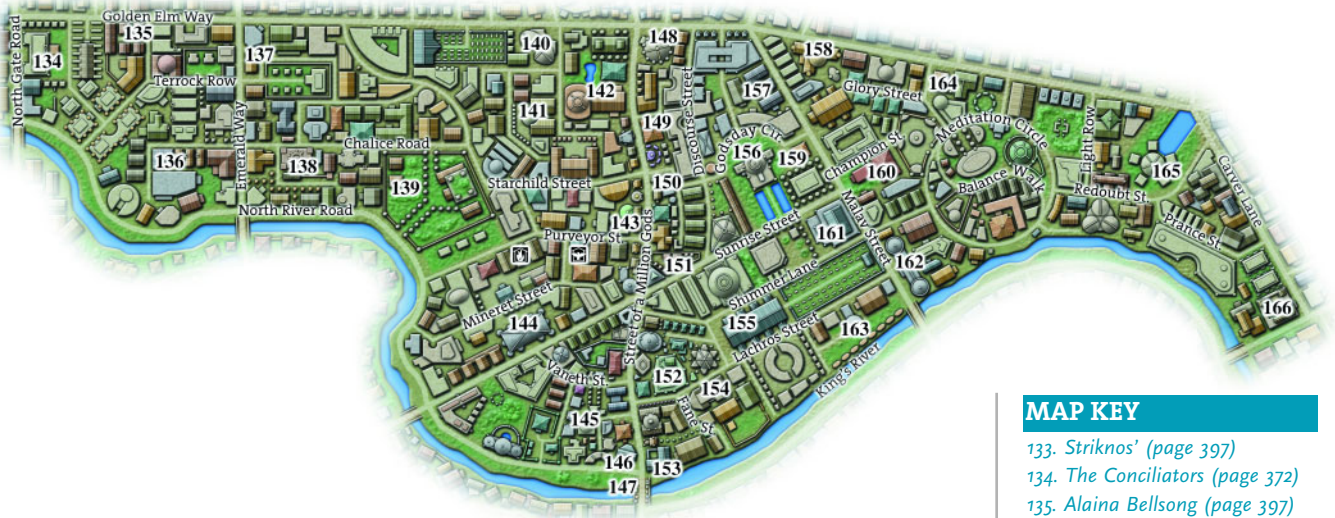 Golden Elm Way
135
148
North Gate Road
134
137
140
158
Terrock Row
142
157
164
Glory Street
141
Discourse Street
149
Godsday Circ
Meditation Circle
Light Row
Emerald Way
Chalice Road
136
138
156
159
Champion St.
160
165
Carver Lane
139
Starchild Street
150
Balance Walk
Redoubt St.
North River Road
143
Sunrise Street
161
Malay Street
Prance St.
Purveyor St
Street of a Million Gods
151
162
Shimmer Lane
Mineret Street
144
155
163
166
Lachros Street
King's River
Vaneth St.
152
154
145
Fane St.
146
153
147
MAP KEY
133. Striknos’ (page 397)
134. The Conciliators (page 372)
135. Alaina Bellsong (page 397)